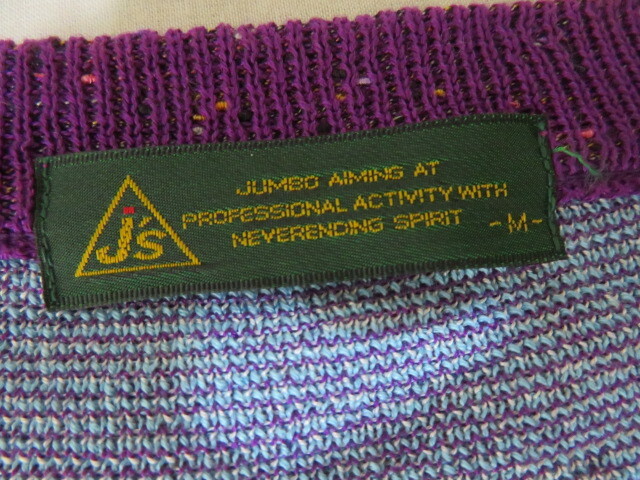 j's
JUMBO AIMING AT
PROFESSIONAL ACTIVITY WITH
NEVERENDING SPIRIT
-M-